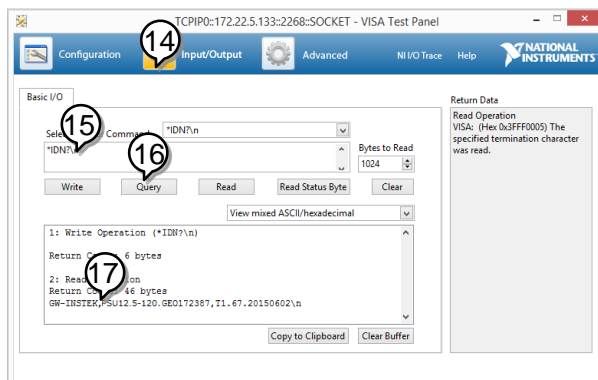 TCPIP0::172.22.5.133::2268::SOCKET - VISA Test Panel
Configuration
14
Input/Output
Advanced
NI I/O Trace
Help
NATIONAL
INSTRUMENTS
Basic I/O
Return Data
Read Operation
VISA: (Hex 0x3FFF0005) The
specified termination character
was read.
15
*IDN?\n
*IDN?\
16
Bytes to Read
1024
Write
Query
Read
Read Status Byte
Clear
View mixed ASCII/hexadecimal
1: Write Operation (*IDN?\n)
Return 6 bytes
2: Read
17
Return 46 bytes
GW-INSTEK,PSU12.5-120.GEO172387,T1.67.20150602\n
Copy to Clipboard
Clear Buffer